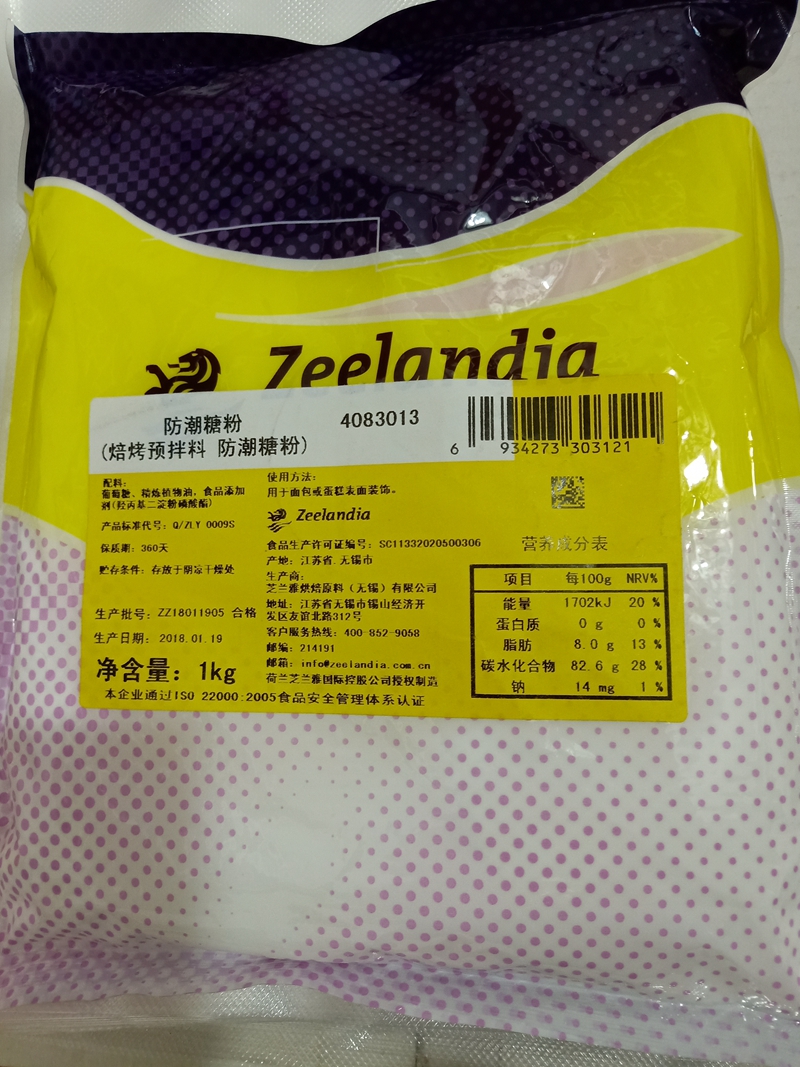 Zeelandia
防潮糖粉
4083013
(焙烤预拌料 防潮糖粉)
6 934273 303121
配料:
葡萄糖、精炼植物油、食品添加
剂(羟丙基二淀粉磷酸酯)
产品标准代号: Q/ZLY 0009S
保质期: 360天
贮存条件: 存放于阴凉干燥处
生产批号: ZZ18011905 合格
生产日期: 2018.01.19
净含量: 1kg
本企业通过ISO 22000:2005食品安全管理体系认证
使用方法:
用于面包或蛋糕表面装饰。
Zeelandia
食品生产许可证编号: SC11332020500306
产地: 江苏省 无锡市
生产商:
芝兰雅烘焙原料（无锡）有限公司
地址: 江苏省无锡市锡山经济开
发区友谊北路312号
客户服务热线: 400-852-9058
邮编: 214191
邮箱: info@zeelandia.com.cn
荷兰芝兰雅国际控股公司授权制造
营养成分表
项目 每100g NRV%
能量 1702kJ 20 %
蛋白质 0 g 0 %
脂肪 8.0 g 13 %
碳水化合物 82.6 g 28 %
钠 14 mg 1 %